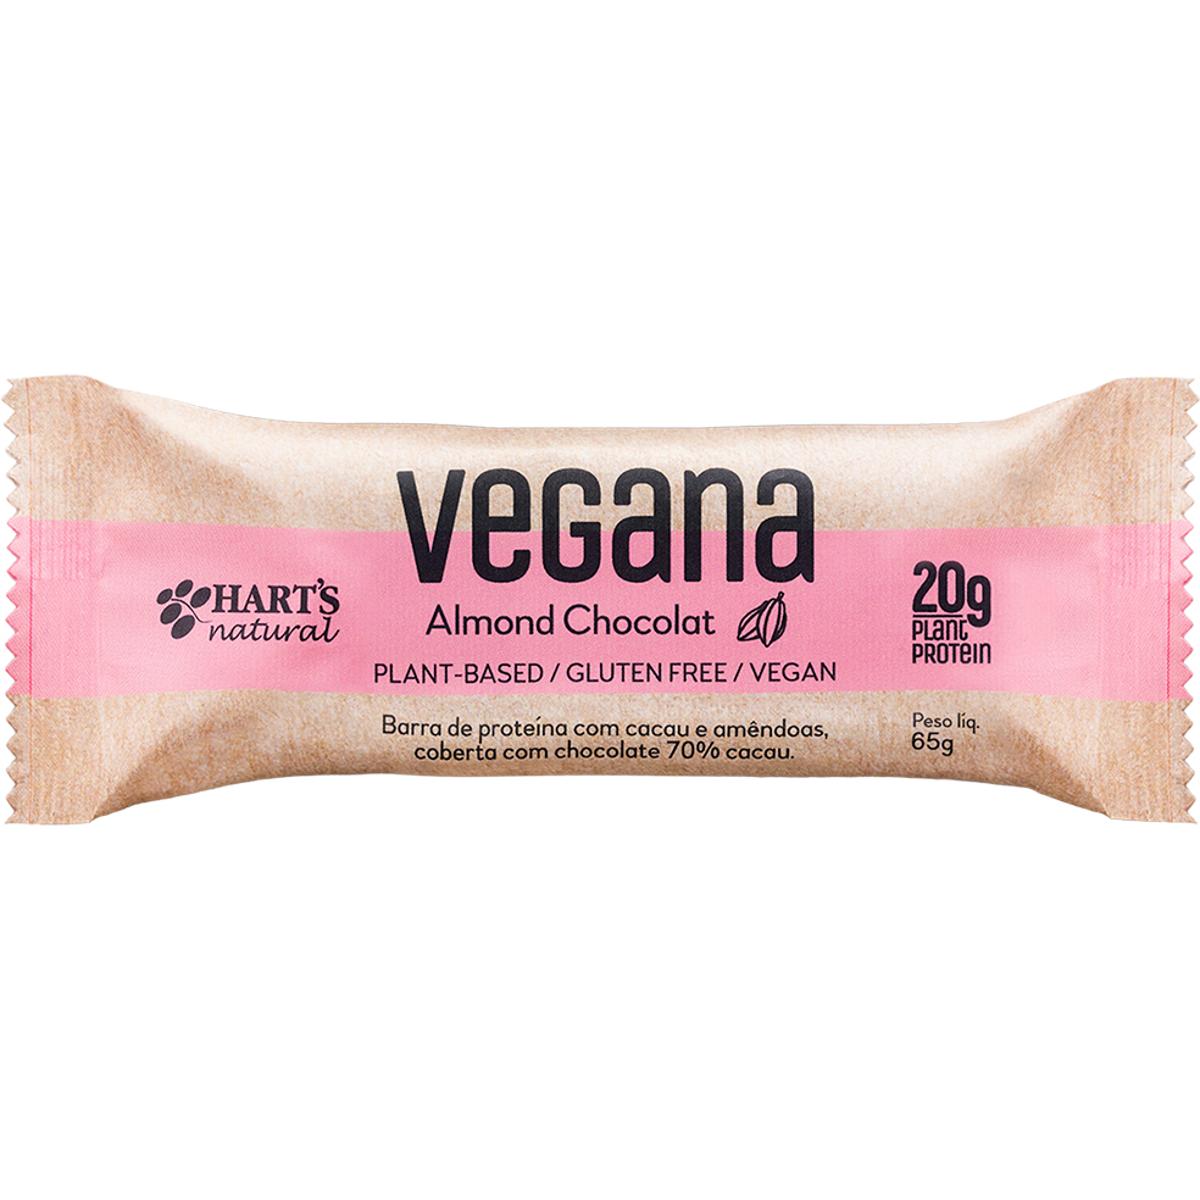 VEGana
HART'S
natural
Almond Chocolat
PLANT-BASED / GLUTEN FREE / VEGAN
20g
PLANT
PROTEIN
Barra de proteína com cacau e amêndoas,
coberta com chocolate 70% cacau.
Peso líq.
65g